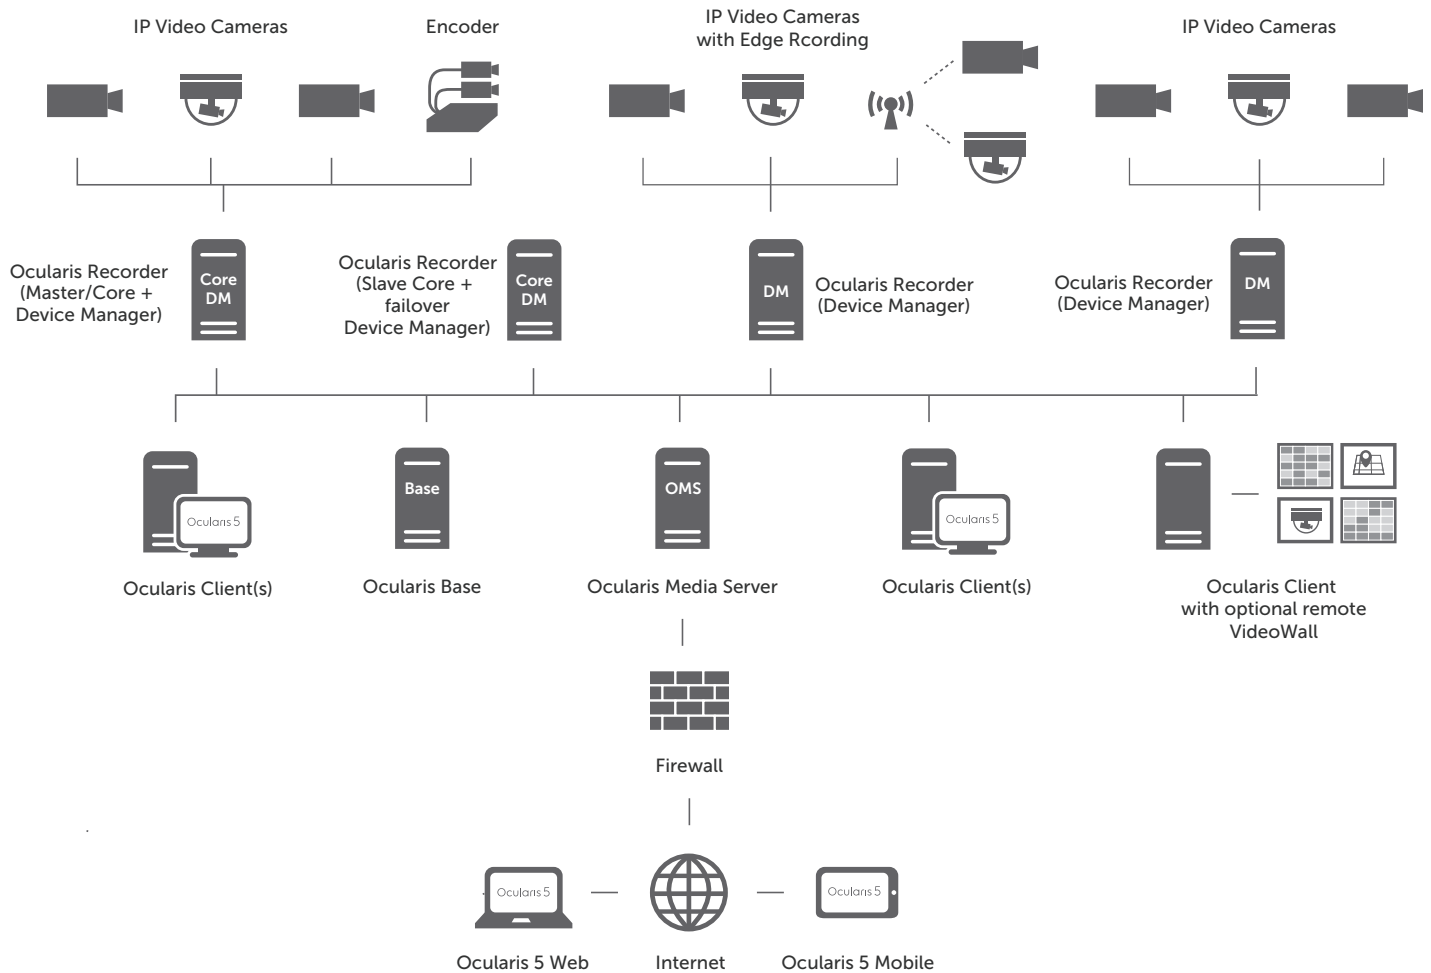 IP Video Cameras
Encoder
IP Video Cameras
with Edge Rcording
IP Video Cameras
Ocularis Recorder
(Master/Core +
Device Manager)
Core
DM
Ocularis Recorder
(Slave Core +
failover
Device Manager)
Core
DM
DM
Ocularis Recorder
(Device Manager)
Ocularis Recorder
(Device Manager)
DM
Ocularis 5
Ocularis Client(s)
Base
Ocularis Base
OMS
Ocularis Media Server
Ocularis 5
Ocularis Client(s)
Ocularis Client
with optional remote
VideoWall
Firewall
Ocularis 5
Ocularis 5 Web
Internet
Ocularis 5
Ocularis 5 Mobile